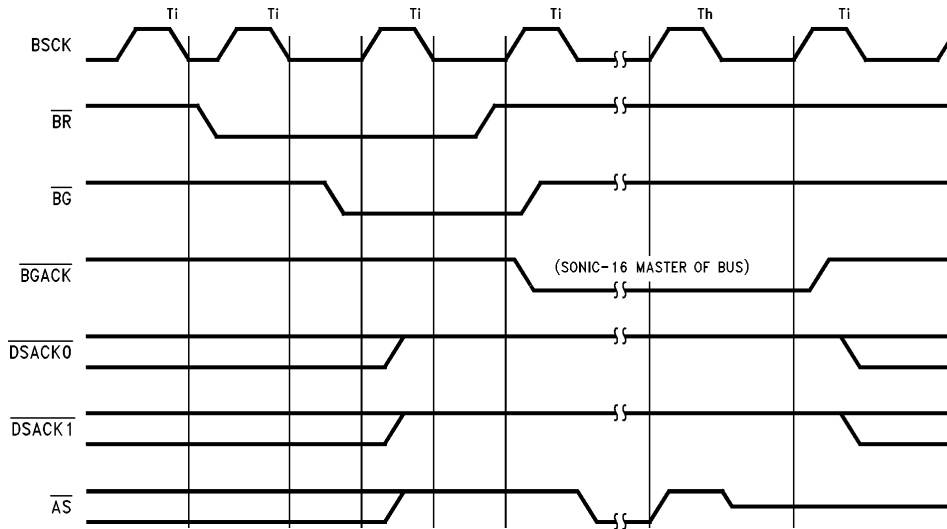 Ti Ti Ti Ti Th Ti
BSCK
BR
BG
BGACK
(SONIC-16 MASTER OF BUS)
DSACK0
DSACK1
AS